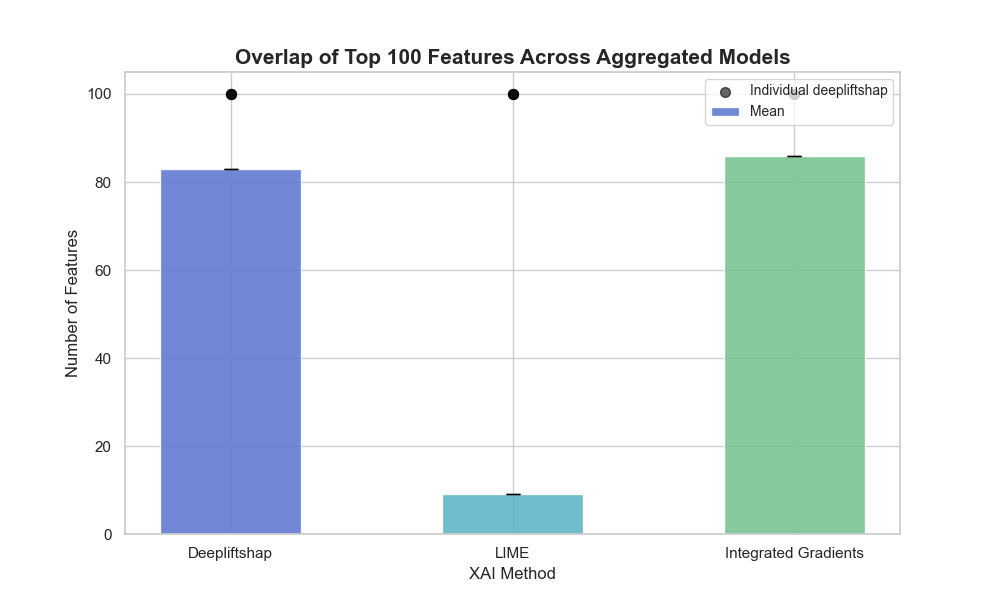 Overlap of Top 100 Features Across Aggregated Models
Individual deepliftshap
Mean
Number of Features
100
80
60
40
20
0
Deepliftshap
LIME
Integrated Gradients
XAI Method